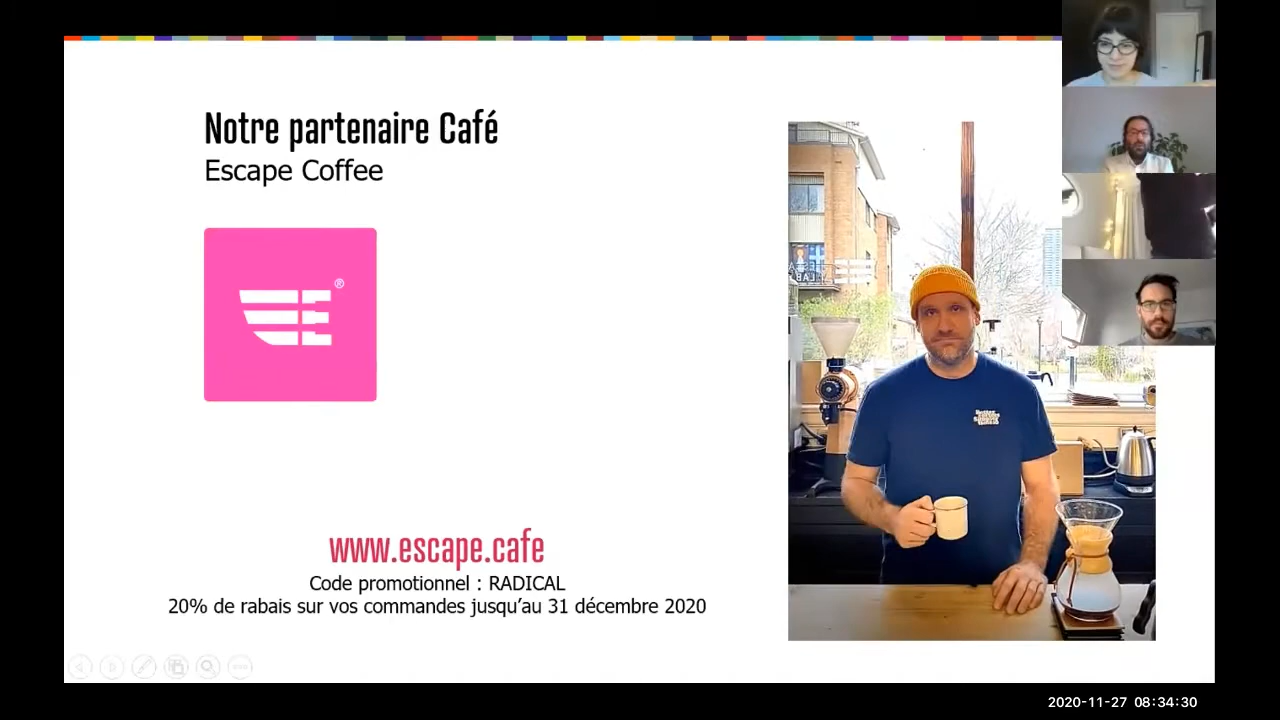 Notre partenaire Café
Escape Coffee
®
www.escape.cafe
Code promotionnel : RADICAL
20% de rabais sur vos commandes jusqu'au 31 décembre 2020
2020-11-27 08:34:30